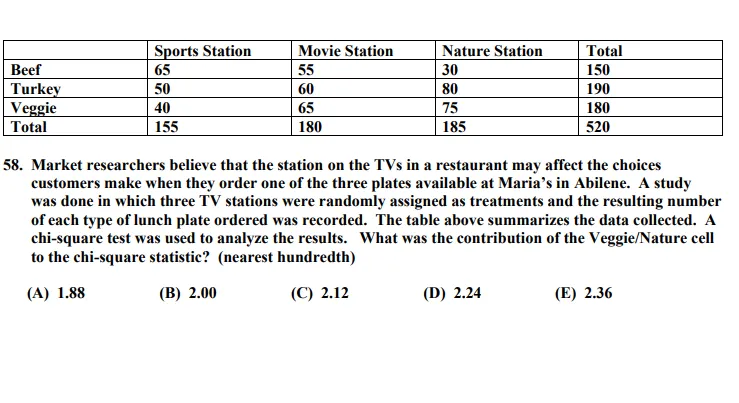 Sports Station Movie Station Nature Station Total
Beef 65 55 30 150
Turkey 50 60 80 190
Veggie 40 65 75 180
Total 155 180 185 520
58. Market researchers believe that the station on the TVs in a restaurant may affect the choices
customers make when they order one of the three plates available at Maria's in Abilene. A study
was done in which three TV stations were randomly assigned as treatments and the resulting number
of each type of lunch plate ordered was recorded. The table above summarizes the data collected. A
chi-square test was used to analyze the results. What was the contribution of the Veggie/Nature cell
to the chi-square statistic? (nearest hundredth)
(A) 1.88 (B) 2.00 (C) 2.12 (D) 2.24 (E) 2.36